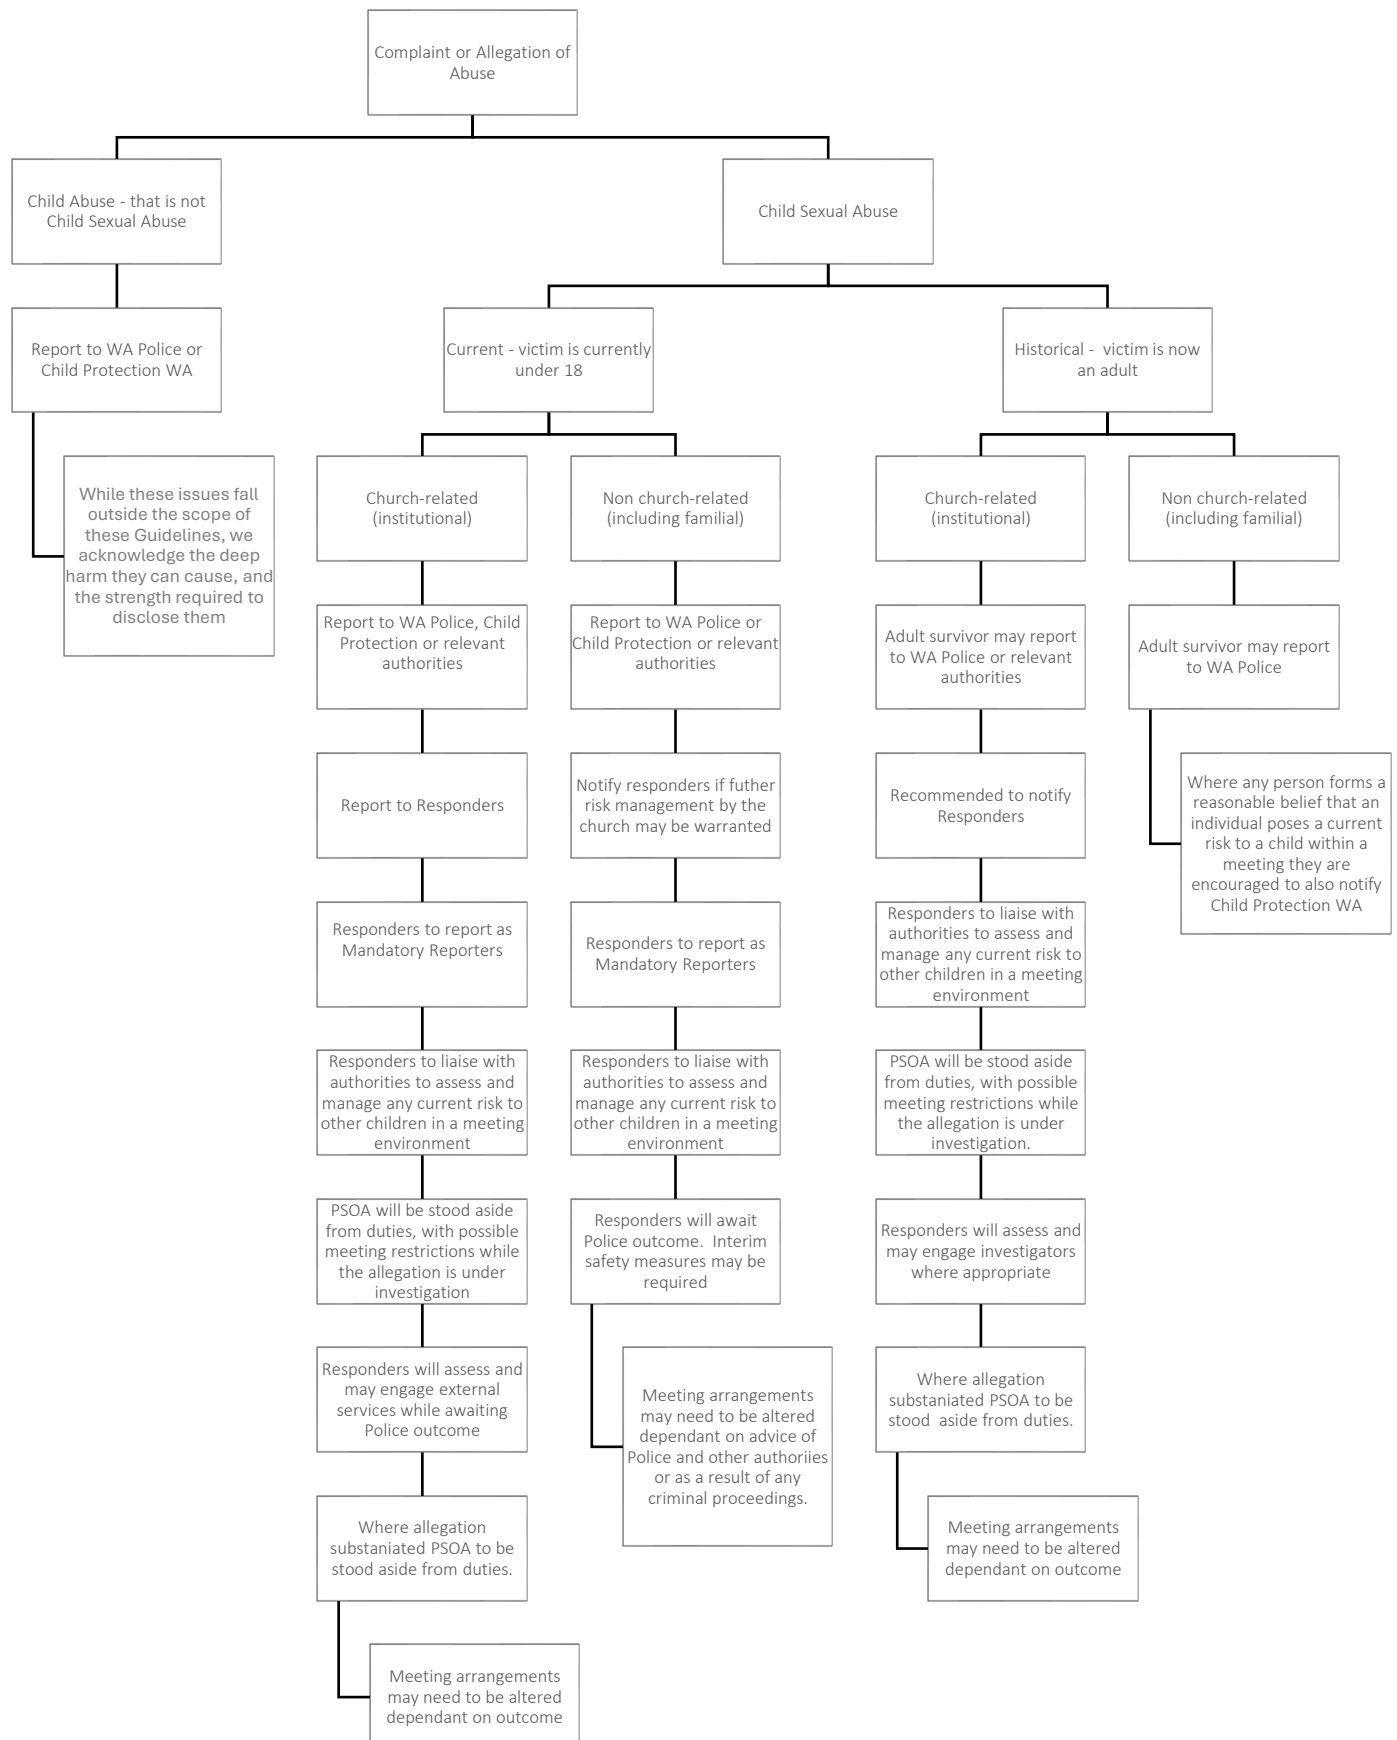 Complaint or Allegation of
Abuse
Child Abuse - that is not
Child Sexual Abuse
Report to WA Police or
Child Protection WA
While these issues fall
outside the scope of
these Guidelines, we
acknowledge the deep
harm they can cause, and
the strength required to
disclose them
Child Sexual Abuse
Current - victim is currently
under 18
Church-related
(institutional)
Report to WA Police, Child
Protection or relevant
authorities
Report to Responders
Responders to report as
Mandatory Reporters
Responders to liaise with
authorities to assess and
manage any current risk to
other children in a meeting
environment
PSOA will be stood aside
from duties, with possible
meeting restrictions while
the allegation is under
investigation
Responders will assess and
may engage external
services while awaiting
Police outcome
Where allegation
substaniated PSOA to be
stood aside from duties.
Meeting arrangements
may need to be altered
dependant on outcome
Non church-related
(including familial)
Report to WA Police or
Child Protection or relevant
authorities
Notify responders if futher
risk management by the
church may be warranted
Responders to report as
Mandatory Reporters
Responders to liaise with
authorities to assess and
manage any current risk to
other children in a meeting
environment
Responders will await
Police outcome.  Interim
safety measures may be
required
Meeting arrangements
may need to be altered
dependant on advice of
Police and other authoriies
or as a result of any
criminal proceedings.
Historical -  victim is now
an adult
Church-related
(institutional)
Adult survivor may report
to WA Police or relevant
authorities
Recommended to notify
Responders
Responders to liaise with
authorities to assess and
manage any current risk to
other children in a meeting
environment
PSOA will be stood aside
from duties, with possible
meeting restrictions while
the allegation is under
investigation.
Responders will assess and
may engage investigators
where appropriate
Where allegation
substaniated PSOA to be
stood  aside from duties.
Meeting arrangements
may need to be altered
dependant on outcome
Non church-related
(including familial)
Adult survivor may report
to WA Police
Where any person forms a
reasonable belief that an
individual poses a current
risk to a child within a
meeting they are
encouraged to also notify
Child Protection WA